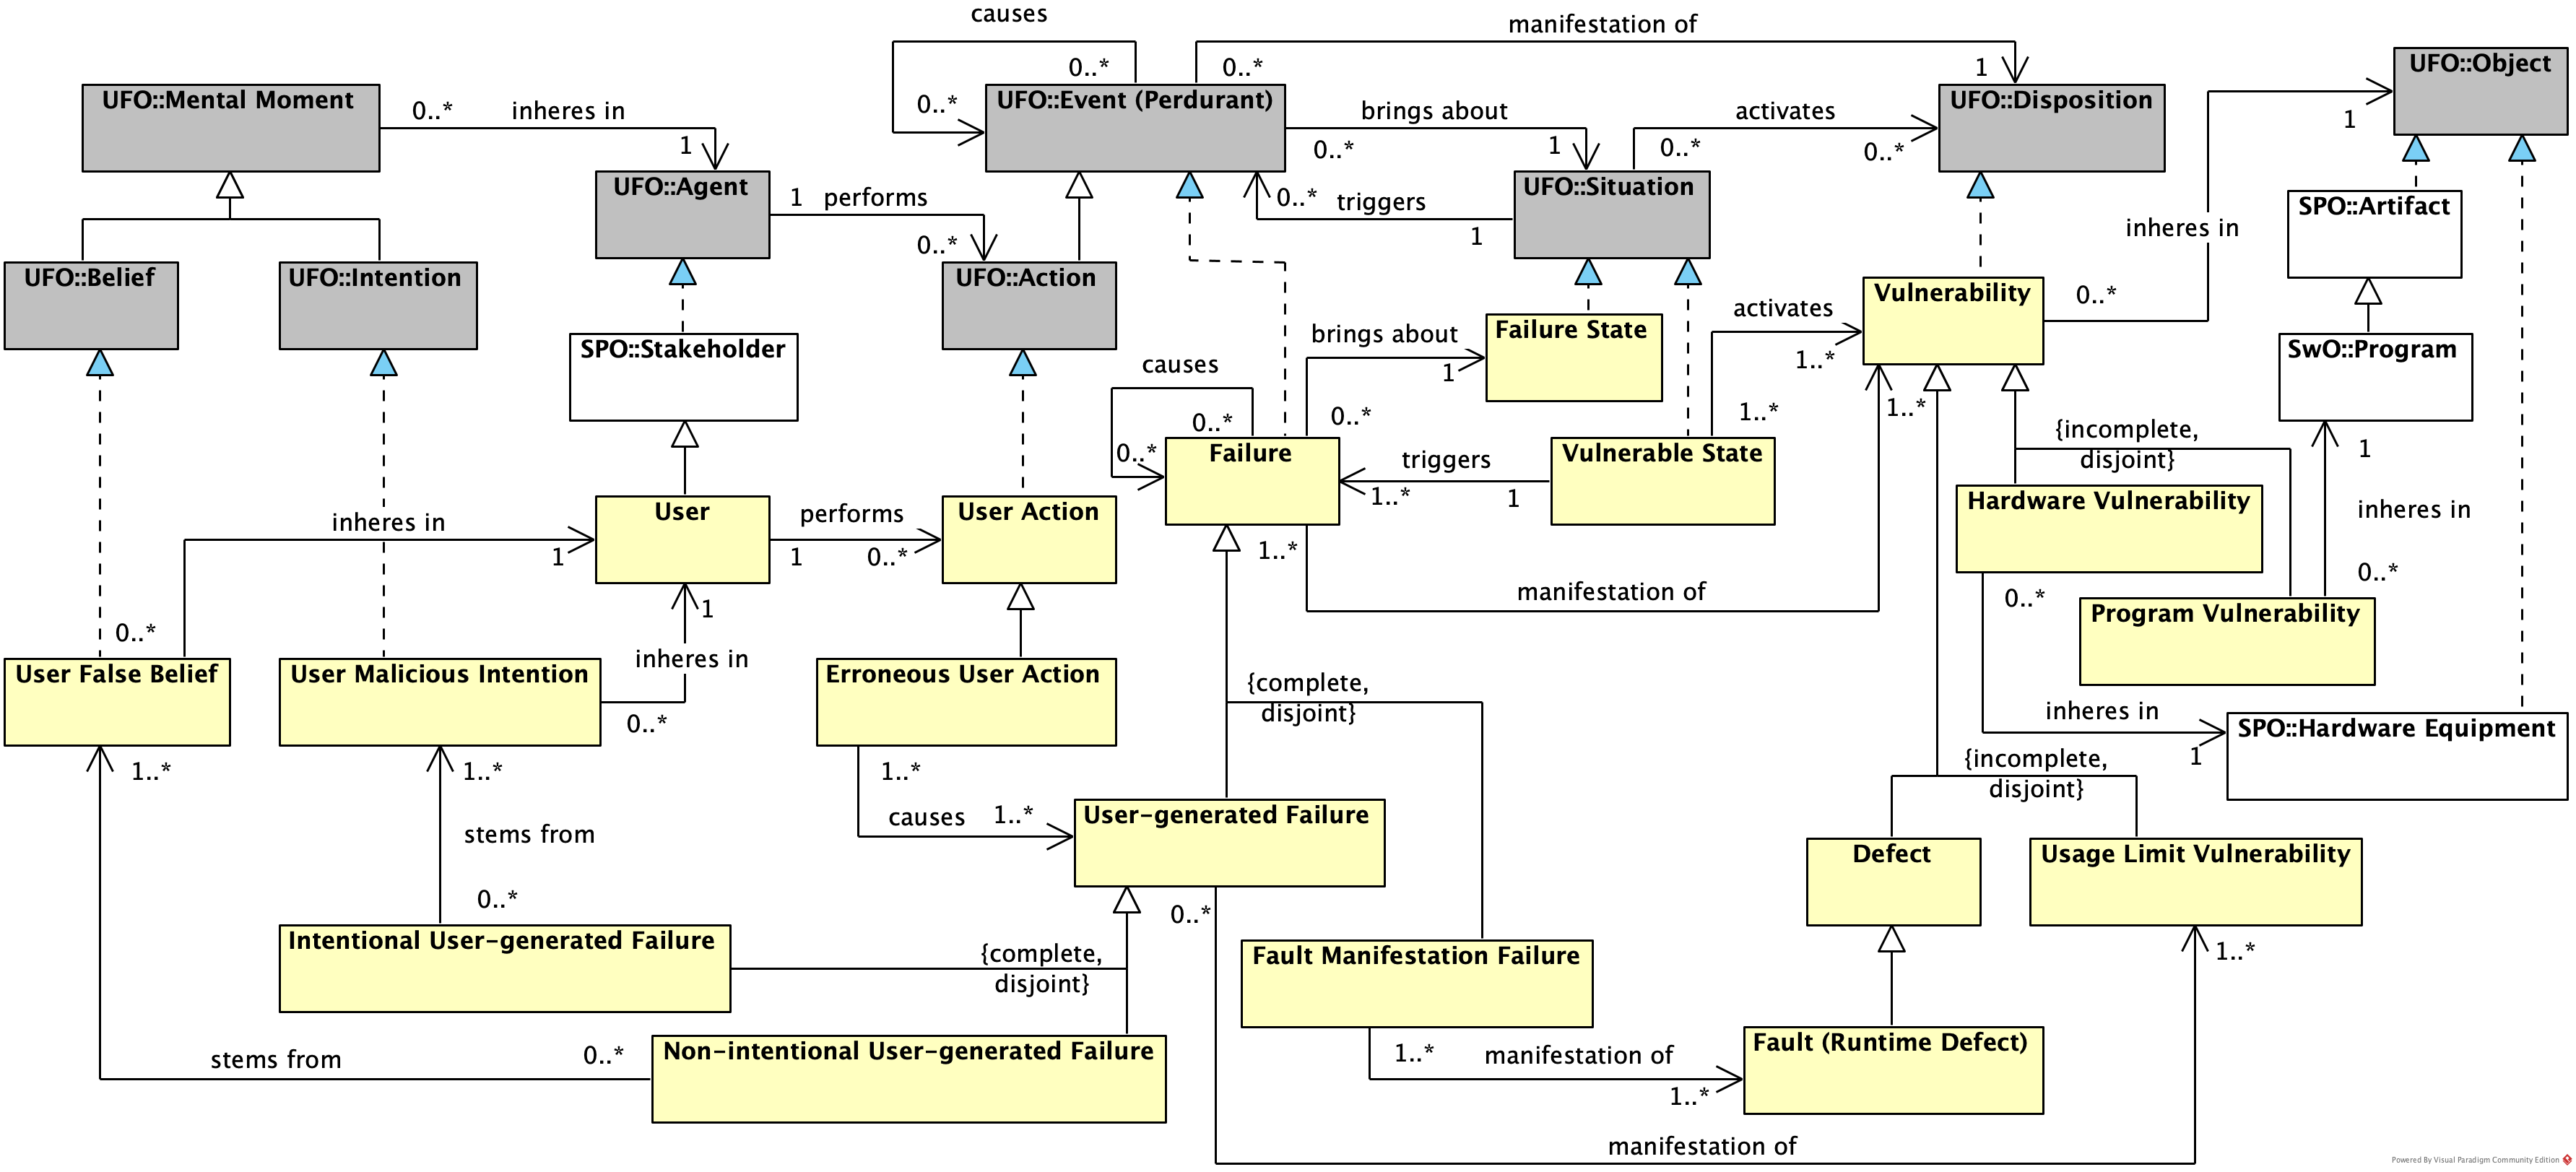 causes
manifestation of
0..*
0..*
1
UFO::Object
UFO::Mental Moment
0..*
inheres in
0..*
UFO::Event (Perdurant)
brings about
activates
UFO::Disposition
1
1
0..*
1
0..*
0..*
UFO::Agent
1
performs
0..*
triggers
UFO::Situation
SPO::Artifact
0..*
1
inheres in
UFO::Belief
UFO::Intention
UFO::Action
Vulnerability
0..*
SPO::Stakeholder
brings about
Failure State
activates
SwO::Program
causes
1
1..*
0..*
0..*
1..*
1..*
{incomplete,
disjoint}
1
0..*
Failure
triggers
Vulnerable State
1..*
1
Hardware Vulnerability
inheres in
inheres in
1
User
performs
1
0..*
User Action
1..*
manifestation of
0..*
0..*
Program Vulnerability
1
0..*
inheres in
User False Belief
User Malicious Intention
0..*
Erroneous User Action
{complete,
disjoint}
inheres in
1
SPO::Hardware Equipment
1..*
1..*
1..*
{incomplete,
disjoint}
stems from
causes
1..*
User-generated Failure
Defect
Usage Limit Vulnerability
0..*
0..*
Intentional User-generated Failure
{complete,
disjoint}
Fault Manifestation Failure
1..*
stems from
0..*
Non-intentional User-generated Failure
1..*
manifestation of
1..*
Fault (Runtime Defect)
manifestation of
Powered By Visual Paradigm Community Edition